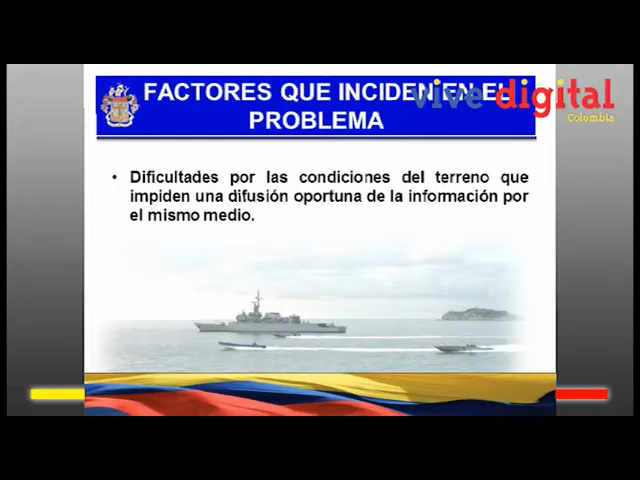 FACTORES QUE INCIDEN EN EL
PROBLEMA
vive digital
Colombia
• Dificultades por las condiciones del terreno que
impiden una difusión oportuna de la información por
el mismo medio.